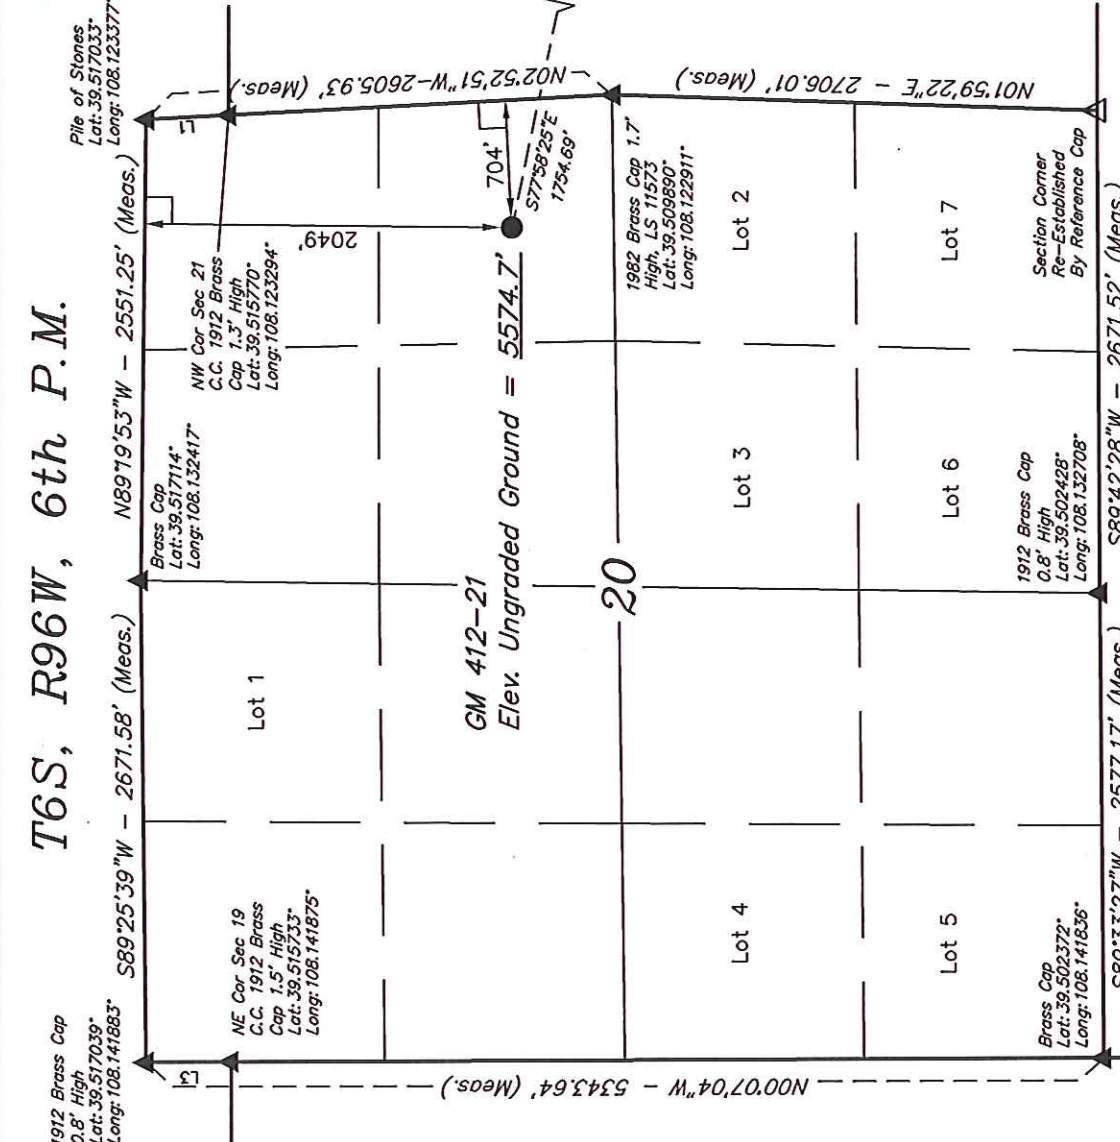 T6S, R96W, 6th P.M.
1912 Brass Cap
0.8' High
Lat: 39.517039°
Long: 108.141883°
S89°25'39"W - 2671.58' (Meas.)
Brass Cap
Lat: 39.517114°
Long: 108.132417°
N89°19'53"W - 2551.25' (Meas.)
Pile of Stones
Lat: 39.517033°
Long: 108.123377°
L3
L1
NE Cor Sec 19
C.C. 1912 Brass
Cap 1.5' High
Lat: 39.515733°
Long: 108.141875°
Lot 1
NW Cor Sec 21
C.C. 1912 Brass
Cap 1.3' High
Lat: 39.515770°
Long: 108.123294°
2049'
704'
N02°52'51"W-2605.93' (Meas.)
GM 412-21
Elev. Ungraded Ground = 5574.7'
S77°58'25"E
1754.69'
20
1982 Brass Cap 1.7'
High, LS 11573
Lat: 39.509890°
Long: 108.122911°
Lot 4
Lot 3
Lot 2
N00°07'04"W - 5343.64' (Meas.)
N01°59'22"E - 2706.01' (Meas.)
Lot 5
Lot 6
Lot 7
Brass Cap
Lat: 39.502372°
Long: 108.141836°
1912 Brass Cap
0.8' High
Lat: 39.502428°
Long: 108.132708°
Section Corner
Re-Established
By Reference Cap
2577.17' (Meas.)
S89°42'28"W - 2671.52' (Meas.)